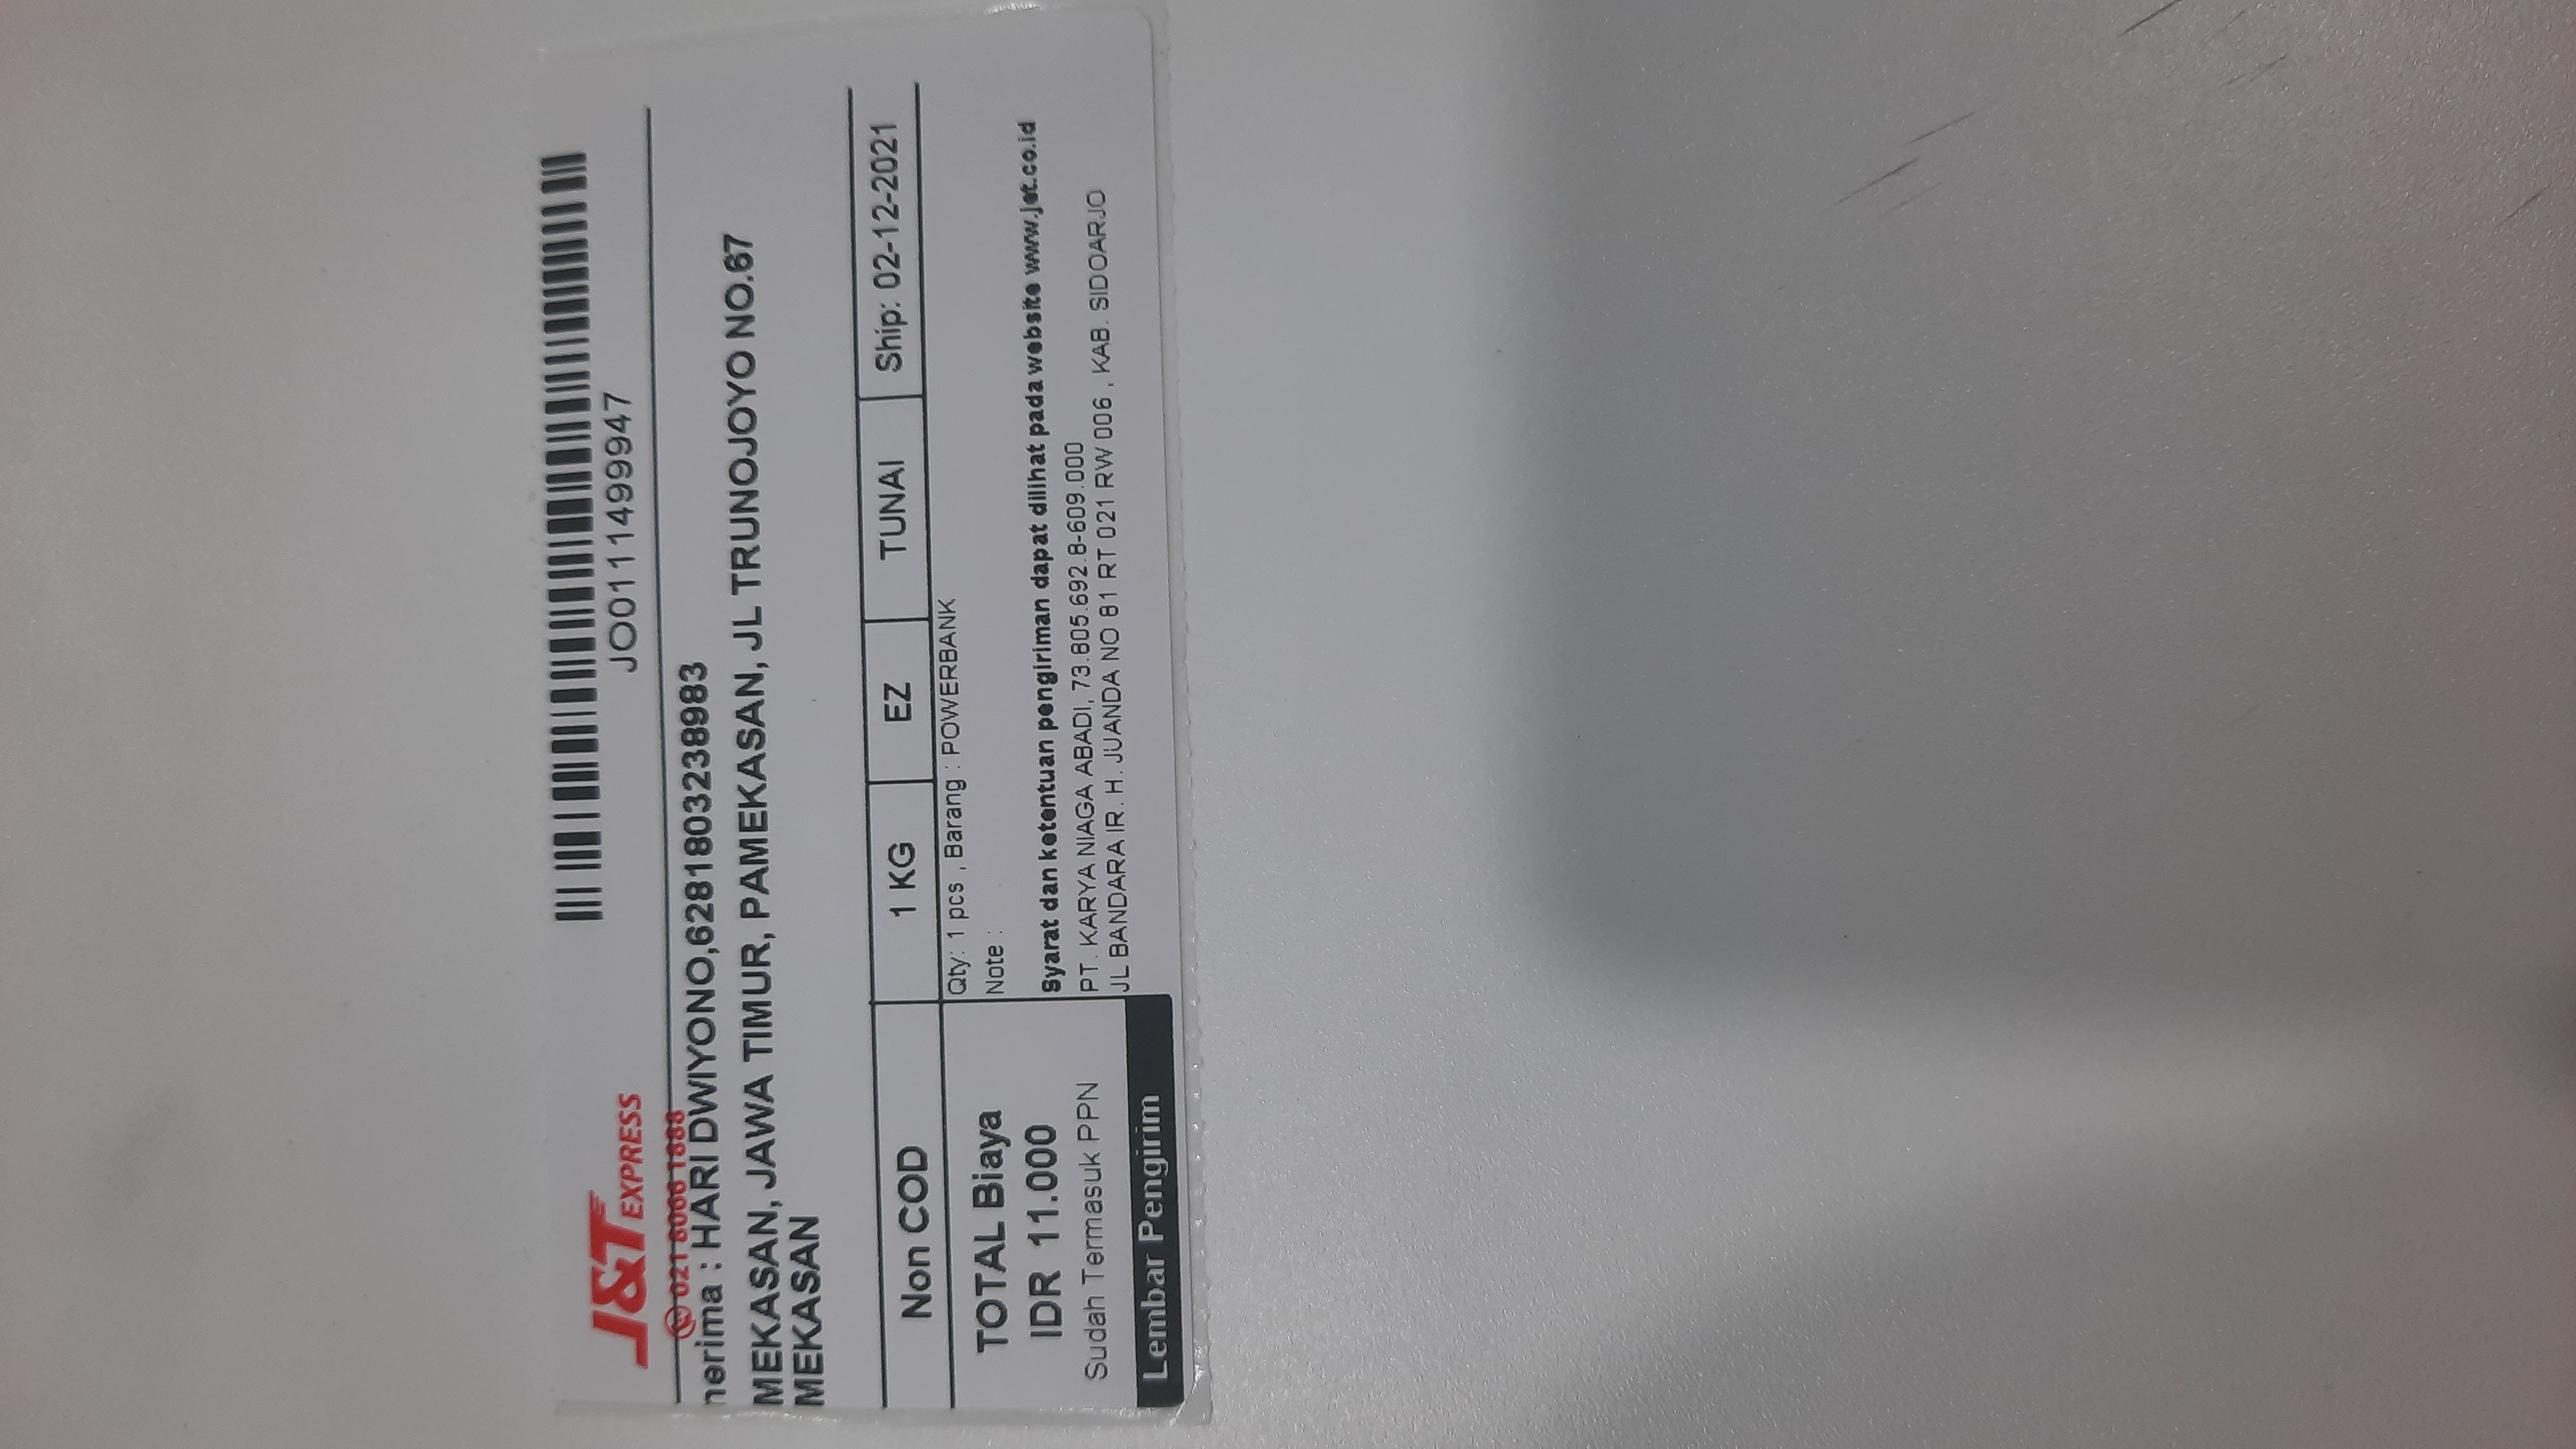 J&T EXPRESS
JO0111499947
021 8066 1888
nerima : HARI DWIYONO,6281803238983
MEKASAN, JAWA TIMUR, PAMEKASAN, JL TRUNOJOYO NO.67
MEKASAN
Non COD 1 KG EZ TUNAI Ship: 02-12-2021
Qty: 1 pcs , Barang : POWERBANK
Note :
TOTAL Biaya
IDR 11.000
Sudah Termasuk PPN
Lembar Pengirim
Syarat dan ketentuan pengiriman dapat dilihat pada website www.jet.co.id
PT. KARYA NIAGA ABADI, 73.805.692.8-609.000
JL BANDARA IR. H. JUANDA NO 81 RT 021 RW 006 , KAB. SIDOARJO